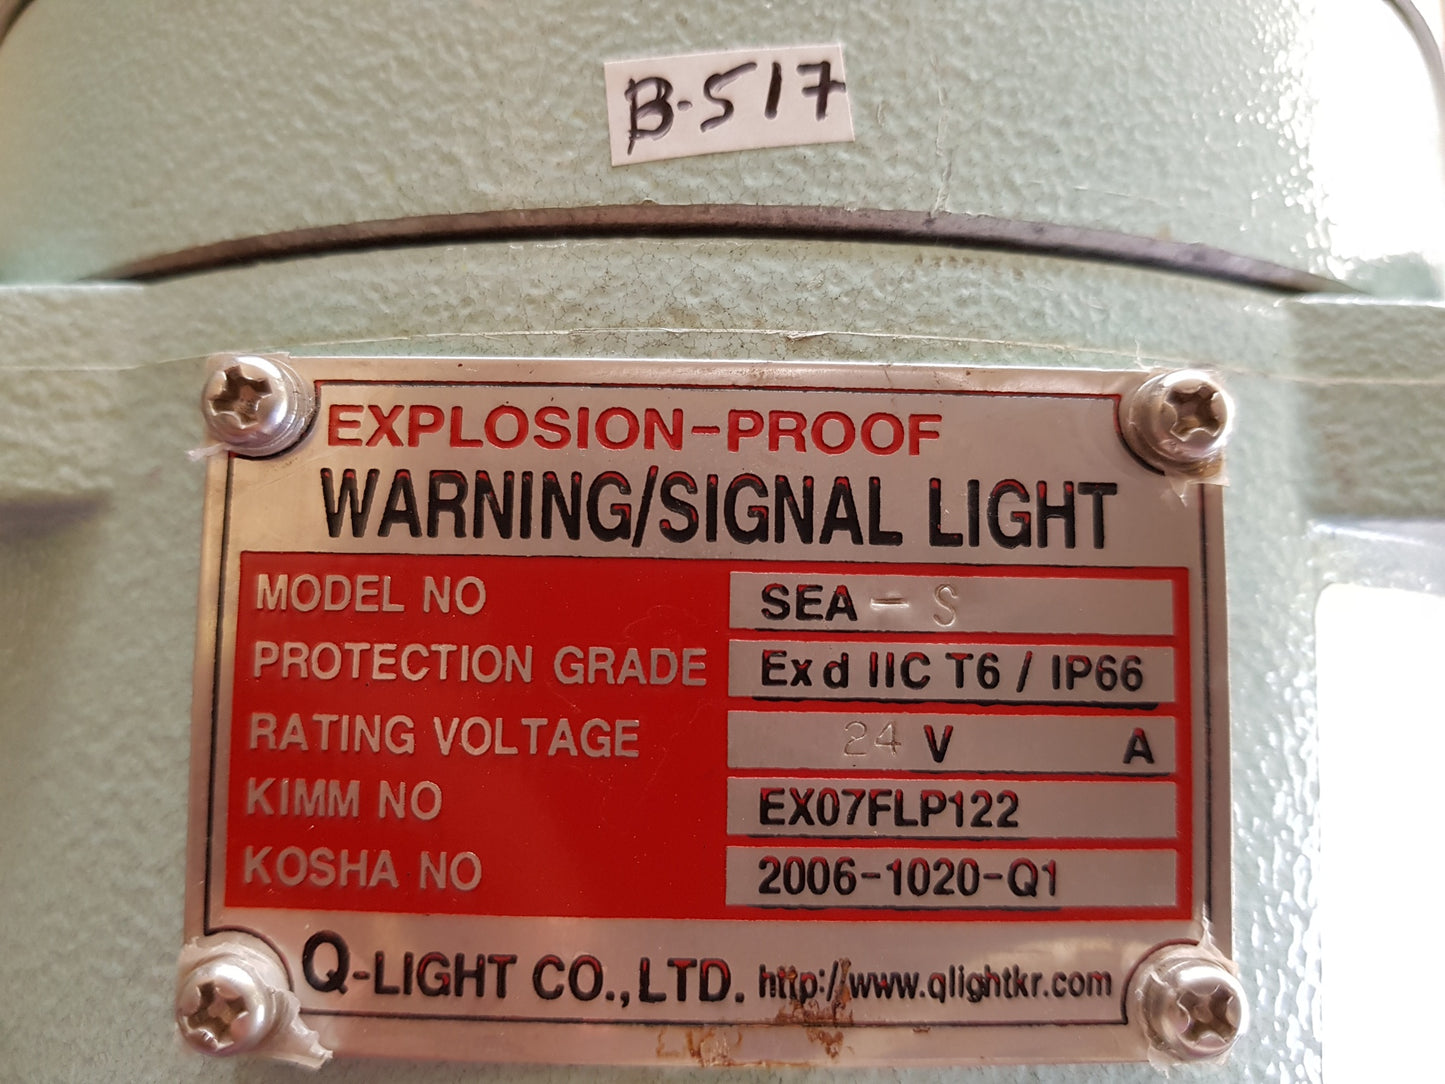 B-517
EXPLOSION-PROOF
WARNING/SIGNAL LIGHT
MODEL NO SEA - S
PROTECTION GRADE Ex d IIC T6 / IP66
RATING VOLTAGE 24 V A
KIMM NO EX07FLP122
KOSHA NO 2006-1020-Q1
Q-LIGHT CO.,LTD. http://www.qlightkr.com